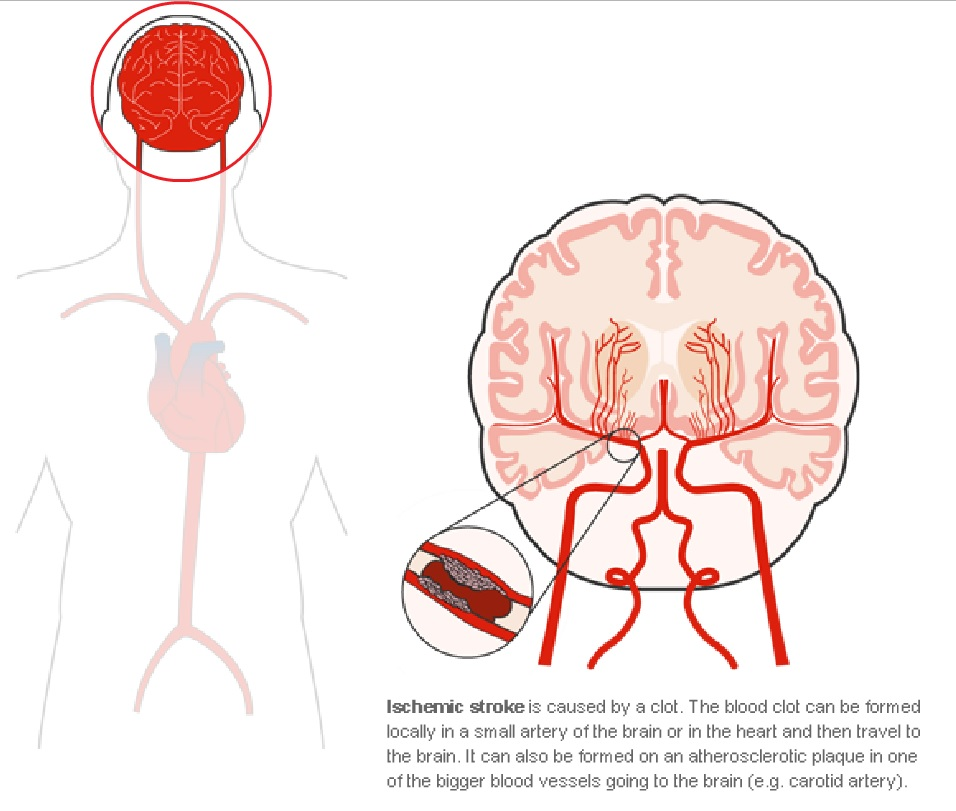 Ischemic stroke is caused by a clot. The blood clot can be formed
locally in a small artery of the brain or in the heart and then travel to
the brain. It can also be formed on an atherosclerotic plaque in one
of the bigger blood vessels going to the brain (e.g. carotid artery).